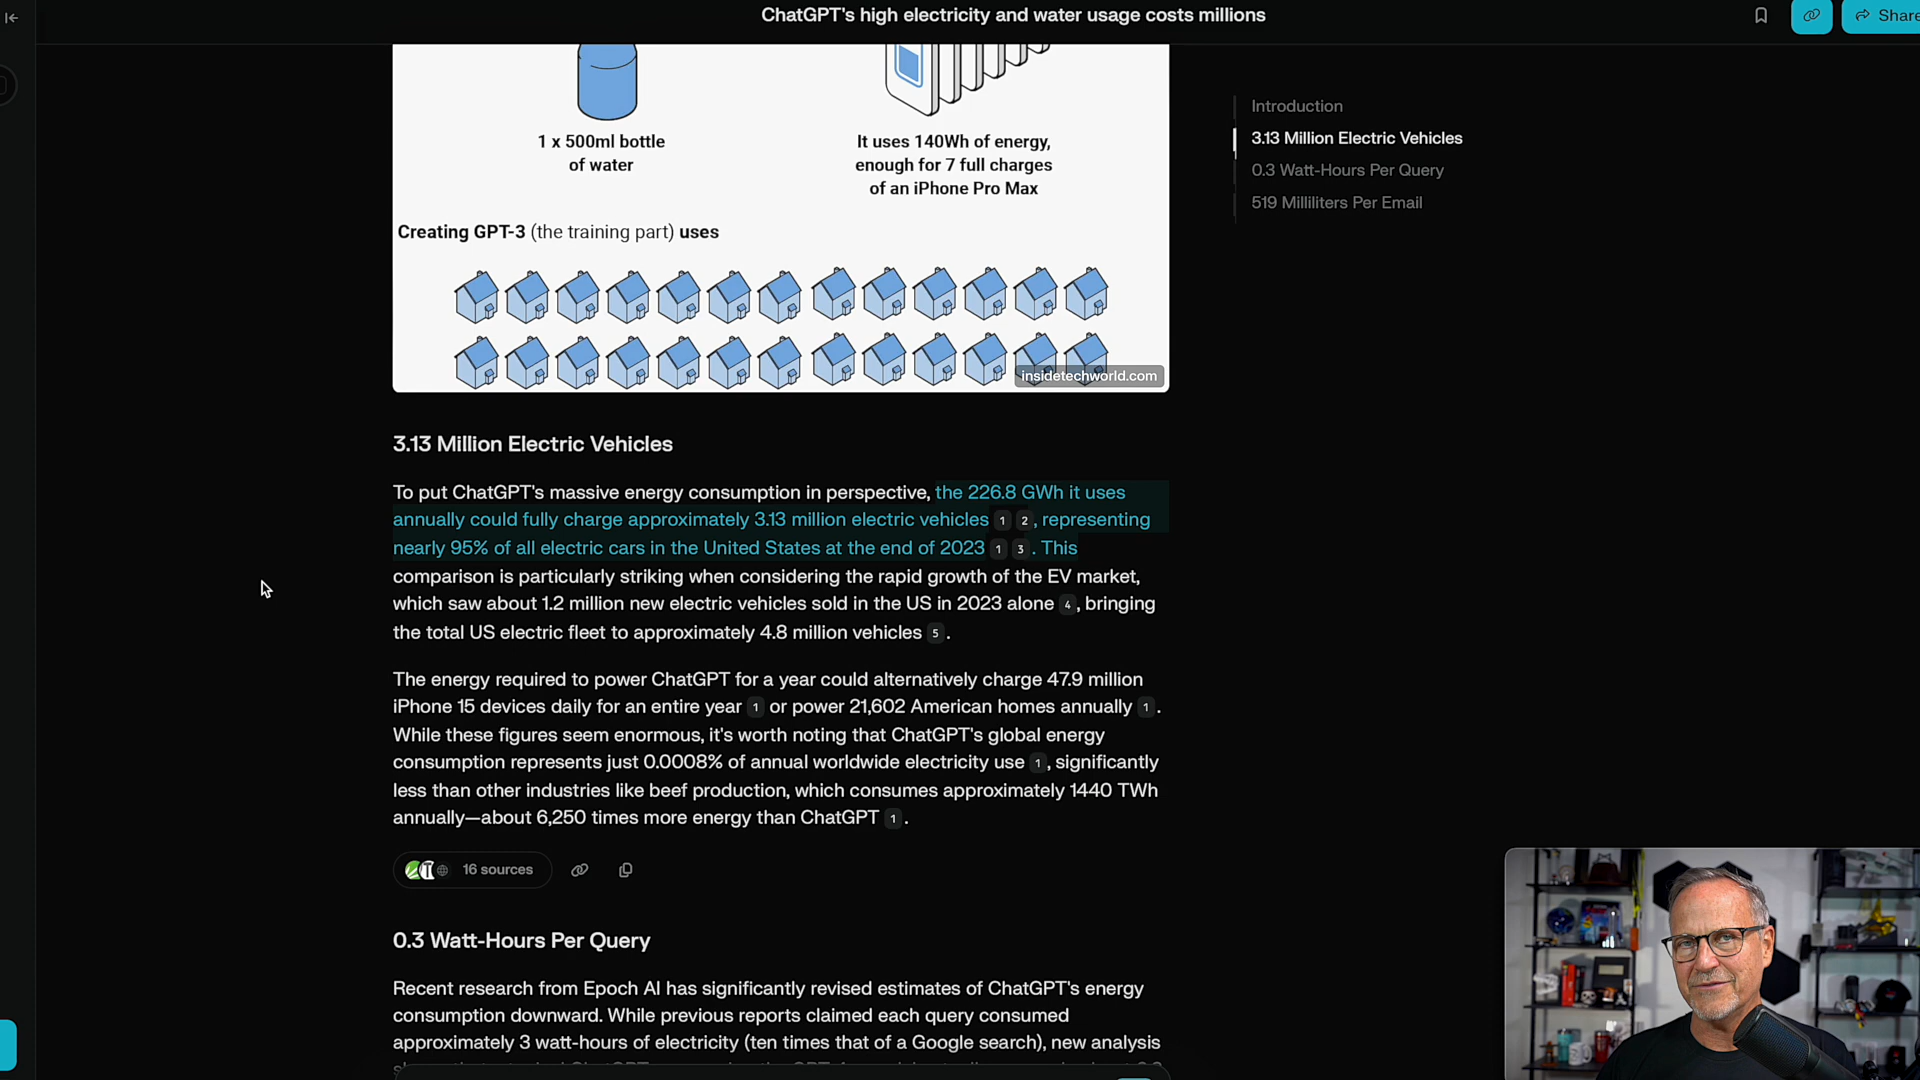 ChatGPT's high electricity and water usage costs millions
Share
1 x 500ml bottle
of water
It uses 140Wh of energy,
enough for 7 full charges
of an iPhone Pro Max
Creating GPT-3 (the training part) uses
insidetechworld.com
Introduction
3.13 Million Electric Vehicles
0.3 Watt-Hours Per Query
519 Milliliters Per Email
3.13 Million Electric Vehicles
To put ChatGPT's massive energy consumption in perspective, the 226.8 GWh it uses
annually could fully charge approximately 3.13 million electric vehicles 1 2 , representing
nearly 95% of all electric cars in the United States at the end of 2023 1 3 . This
comparison is particularly striking when considering the rapid growth of the EV market,
which saw about 1.2 million new electric vehicles sold in the US in 2023 alone 4 , bringing
the total US electric fleet to approximately 4.8 million vehicles 5 .
The energy required to power ChatGPT for a year could alternatively charge 47.9 million
iPhone 15 devices daily for an entire year 1 or power 21,602 American homes annually 1 .
While these figures seem enormous, it's worth noting that ChatGPT's global energy
consumption represents just 0.0008% of annual worldwide electricity use 1 , significantly
less than other industries like beef production, which consumes approximately 1440 TWh
annually—about 6,250 times more energy than ChatGPT 1 .
16 sources
0.3 Watt-Hours Per Query
Recent research from Epoch AI has significantly revised estimates of ChatGPT's energy
consumption downward. While previous reports claimed each query consumed
approximately 3 watt-hours of electricity (ten times that of a Google search), new analysis